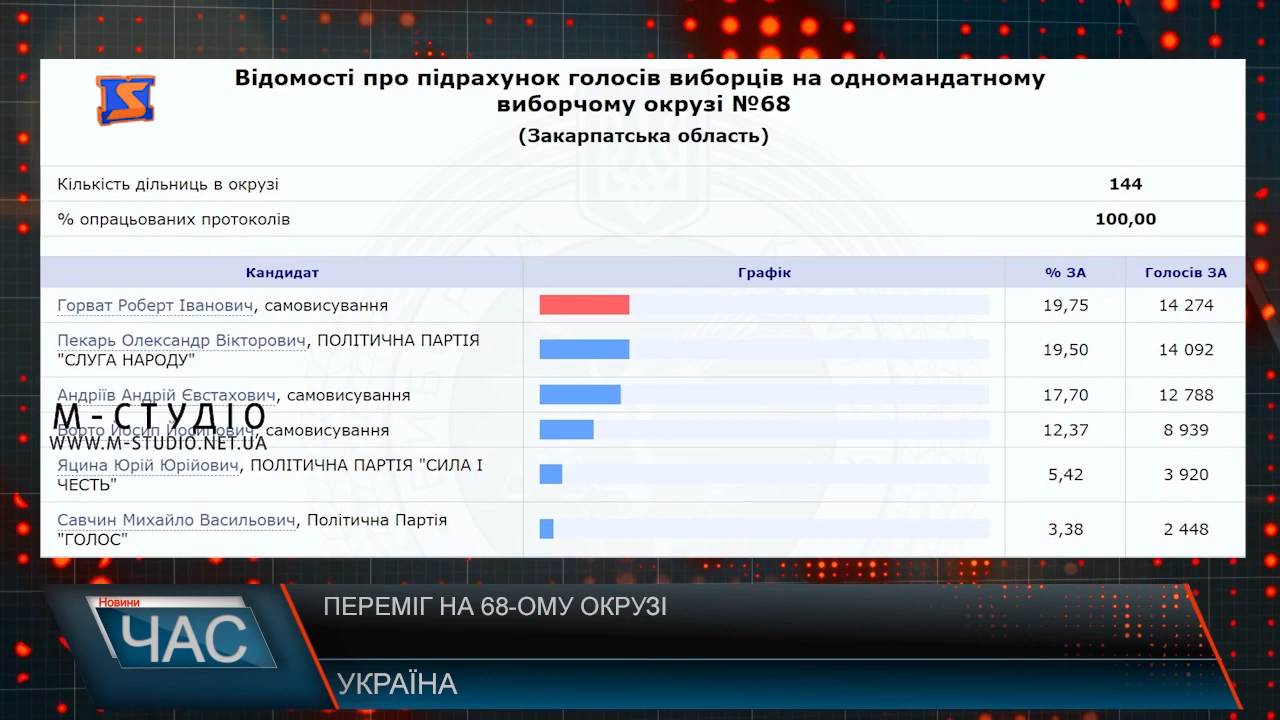 Відомості про підрахунок голосів виборців на одномандатному
виборчому окрузі №68
(Закарпатська область)
Кількість дільниць в окрузі 144
% опрацьованих протоколів 100,00
Кандидат Графік % ЗА Голосів ЗА
Горват Роберт Іванович, самовисування 19,75 14 274
Пекарь Олександр Вікторович, ПОЛІТИЧНА ПАРТІЯ
"СЛУГА НАРОДУ" 19,50 14 092
Андріїв Андрій Євстахович, самовисування 17,70 12 788
М-СТУДІО
Борто Йосип Йосипович, самовисування 12,37 8 939
WWW.M-STUDIO.NET.UA
Яцина Юрій Юрійович, ПОЛІТИЧНА ПАРТІЯ "СИЛА І
ЧЕСТЬ" 5,42 3 920
Савчин Михайло Васильович, Політична Партія
"ГОЛОС" 3,38 2 448
Новини
ЧАС
ПЕРЕМІГ НА 68-ОМУ ОКРУЗІ
УКРАЇНА